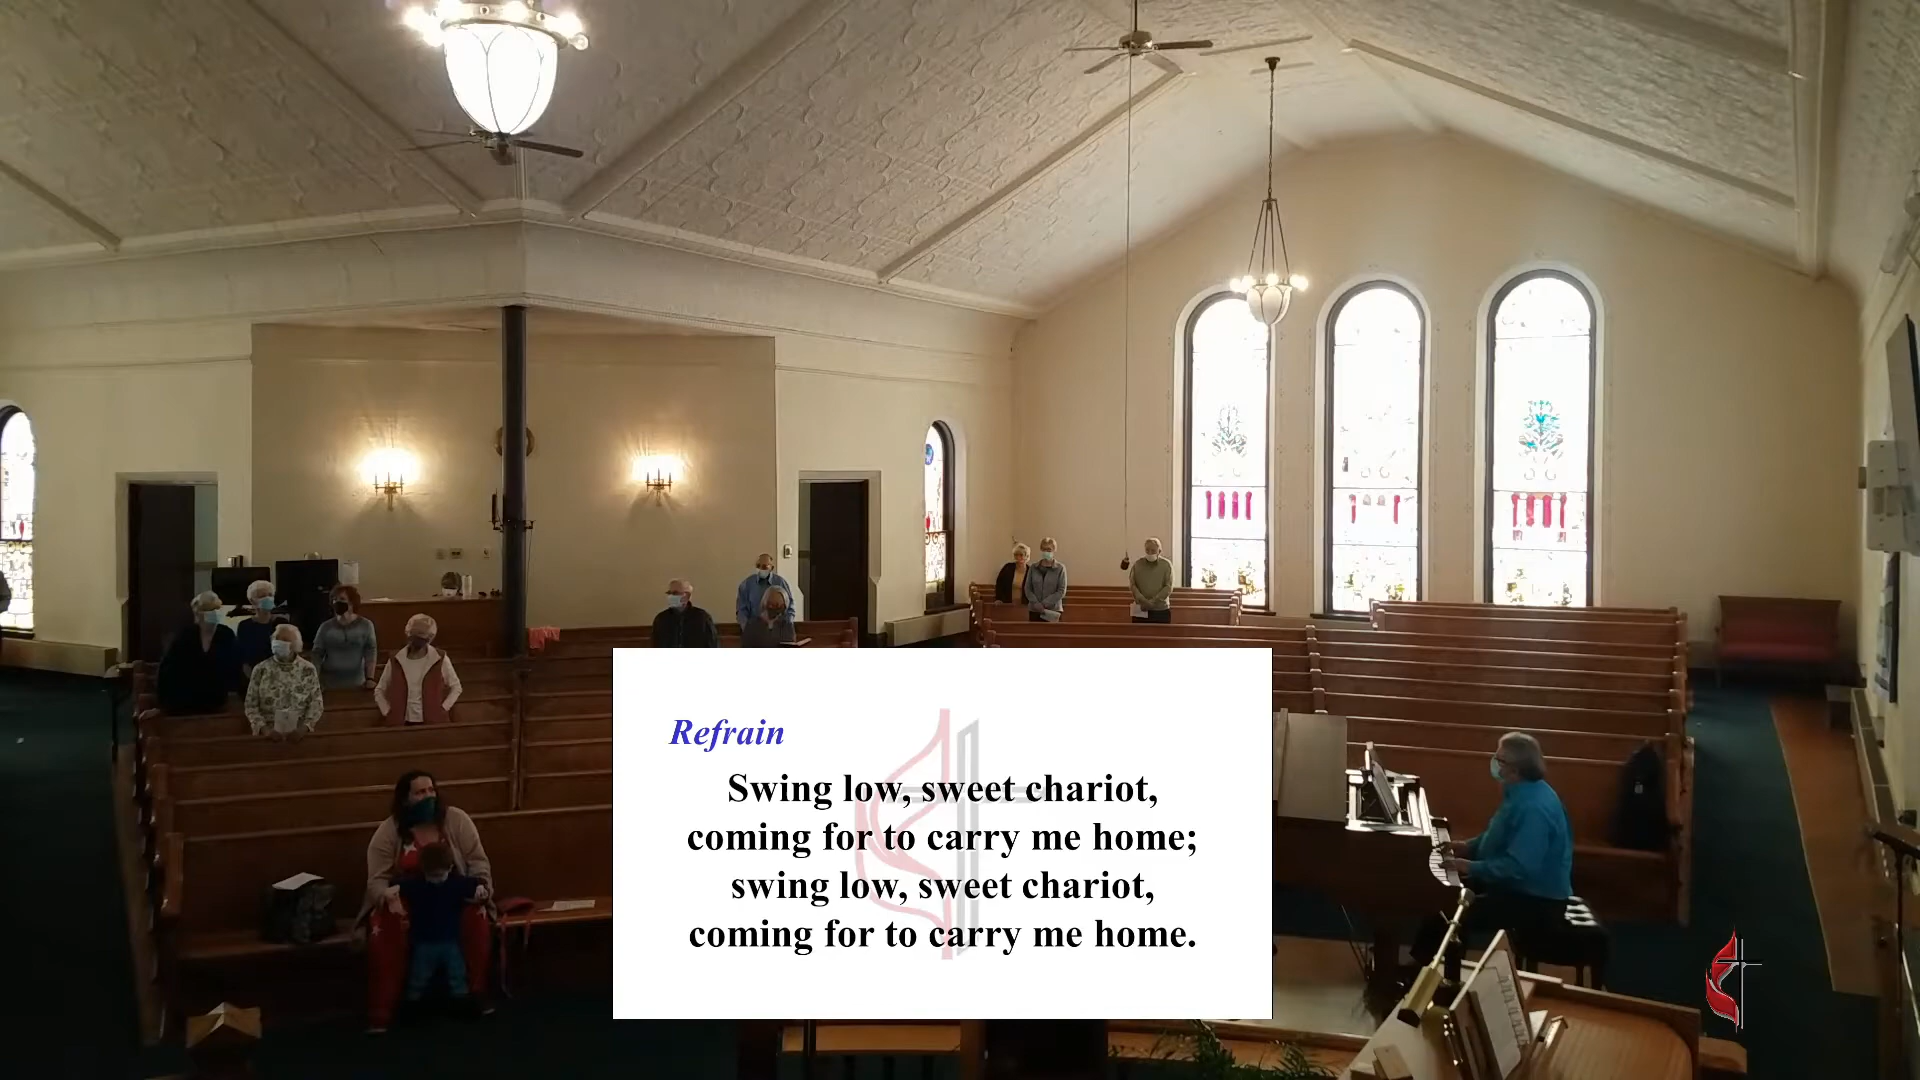 Refrain
Swing low, sweet chariot,
coming for to carry me home;
swing low, sweet chariot,
coming for to carry me home.